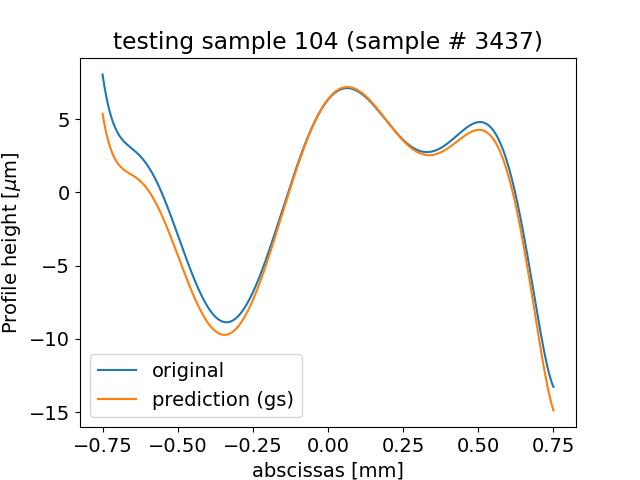 testing sample 104 (sample # 3437)
Profile height [μm]
5
0
−5
−10
−15
original
prediction (gs)
−0.75 −0.50 −0.25 0.00 0.25 0.50 0.75
abscissas [mm]